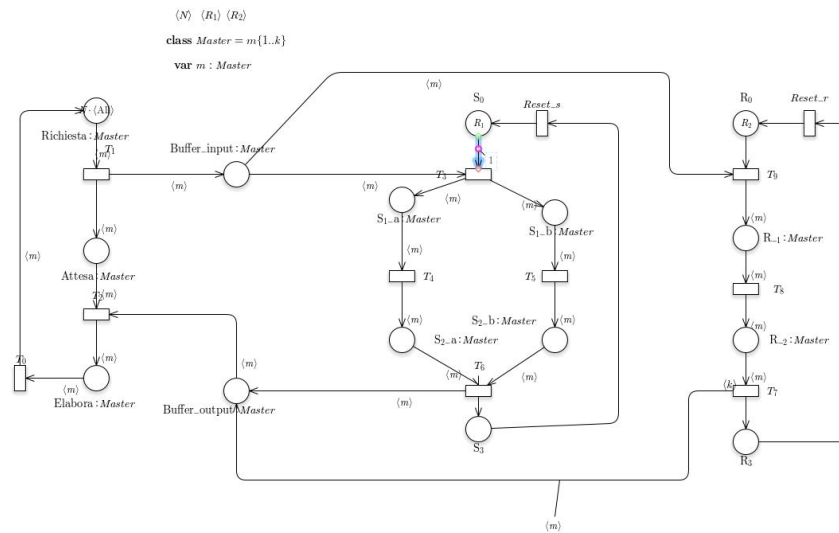 ⟨N⟩ ⟨R₁⟩ ⟨R₂⟩
class Master = m{1..k}
var m : Master
⟨m⟩
S₀
Reset_s
R₀
Reset_r
N · ⟨All⟩
R₁
R₂
Richiesta : Master
T₁
⟨m⟩
Buffer_input : Master
1
T₃
T₉
⟨m⟩
⟨m⟩
⟨m⟩
⟨m⟩
S₁_a : Master
S₁_b : Master
⟨m⟩
⟨m⟩
R_₁ : Master
⟨m⟩
⟨m⟩
⟨m⟩
⟨m⟩
Attesa : Master
T₄
T₅
⟨m⟩
T₈
⟨m⟩
⟨m⟩
⟨m⟩
S₂_b : Master
⟨m⟩
⟨m⟩
S₂_a : Master
R_₂ : Master
⟨m⟩
⟨m⟩
T₆
⟨m⟩
⟨m⟩
⟨m⟩
⟨m⟩
⟨k⟩
T₇
Elabora : Master
⟨m⟩
Buffer_output : Master
S₃
R₃
⟨m⟩